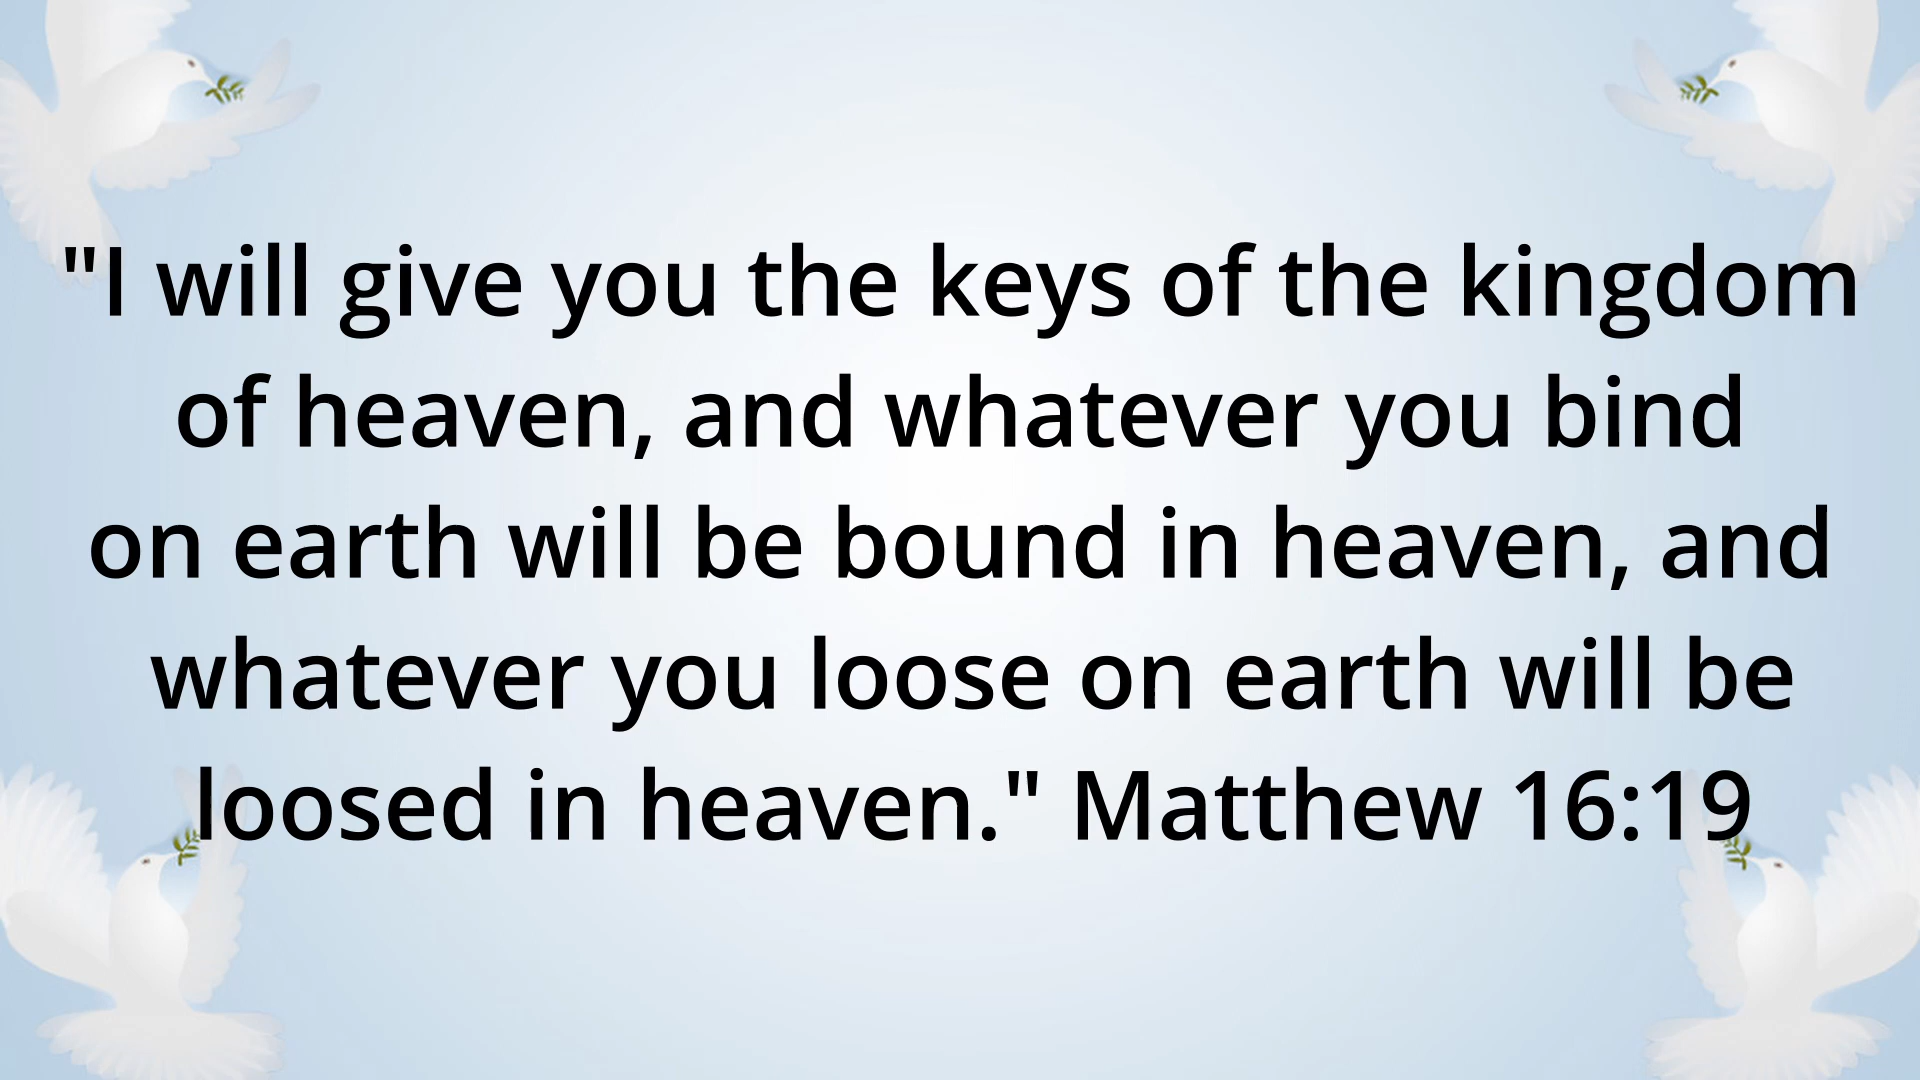 "I will give you the keys of the kingdom
of heaven, and whatever you bind
on earth will be bound in heaven, and
whatever you loose on earth will be
loosed in heaven." Matthew 16:19